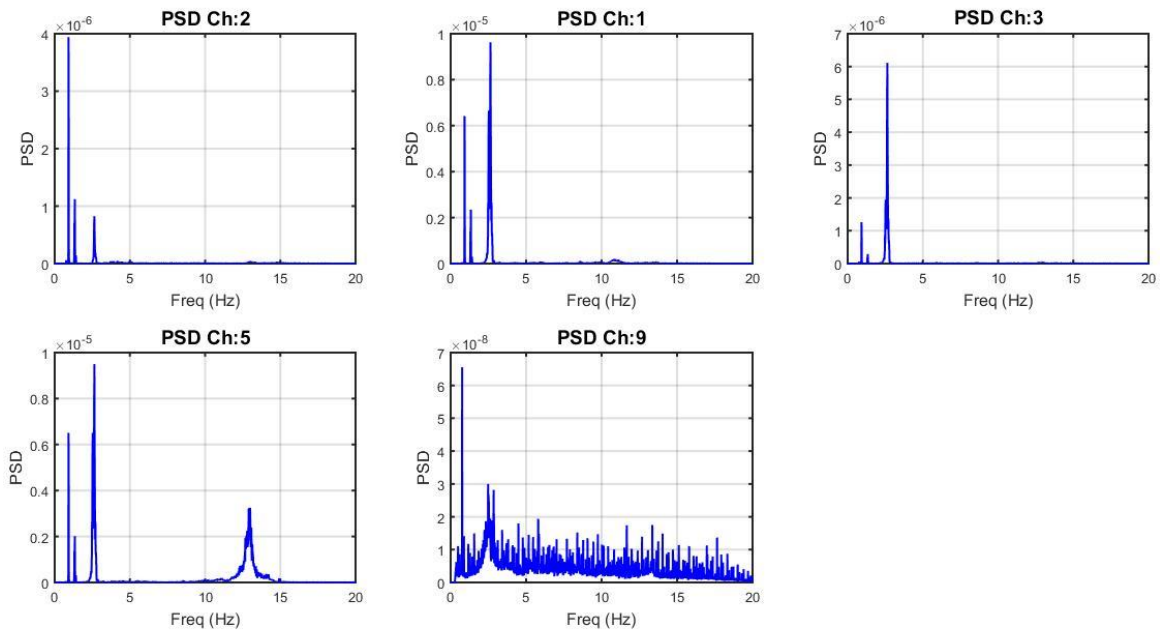 PSD Ch:2
×10-6
4
3
2
1
0
0 5 10 15 20
PSD
Freq (Hz)
PSD Ch:1
×10-5
1
0.8
0.6
0.4
0.2
0
0 5 10 15 20
PSD
Freq (Hz)
PSD Ch:3
×10-6
7
6
5
4
3
2
1
0
0 5 10 15 20
PSD
Freq (Hz)
PSD Ch:5
×10-5
1
0.8
0.6
0.4
0.2
0
0 5 10 15 20
PSD
Freq (Hz)
PSD Ch:9
×10-8
7
6
5
4
3
2
1
0
0 5 10 15 20
PSD
Freq (Hz)